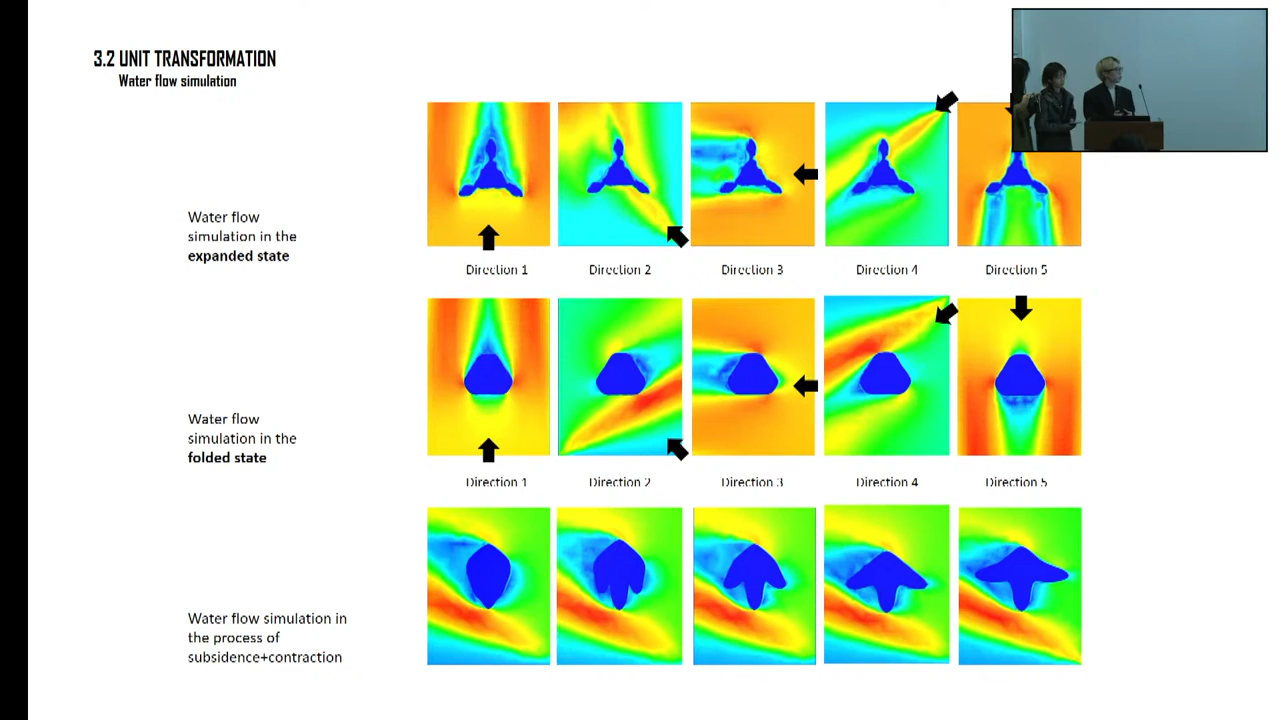 3.2 UNIT TRANSFORMATION
Water flow simulation
Water flow
simulation in the
expanded state
Direction 1
Direction 2
Direction 3
Direction 4
Direction 5
Water flow
simulation in the
folded state
Direction 1
Direction 2
Direction 3
Direction 4
Direction 5
Water flow simulation in
the process of
subsidence+contraction